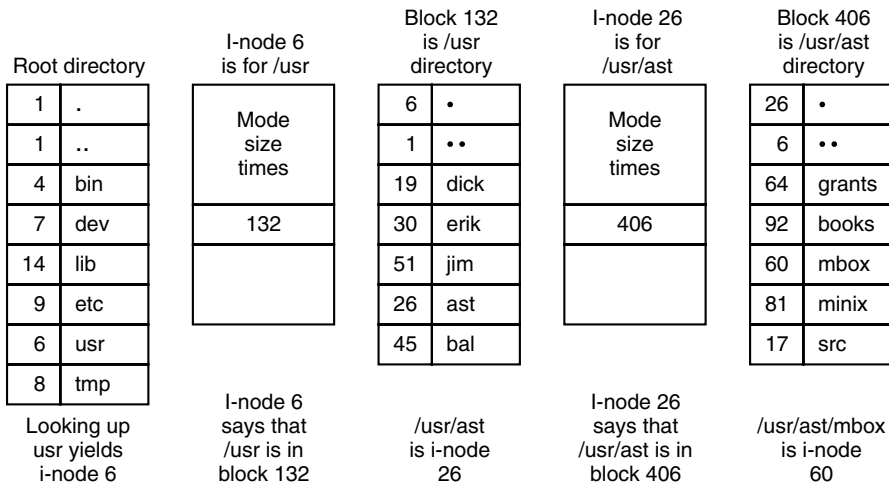 Root directory
1 .
1 ..
4 bin
7 dev
14 lib
9 etc
6 usr
8 tmp
Looking up
usr yields
i-node 6
I-node 6
is for /usr
Mode
size
times
132
I-node 6
says that
/usr is in
block 132
Block 132
is /usr
directory
6 •
1 ••
19 dick
30 erik
51 jim
26 ast
45 bal
/usr/ast
is i-node
26
I-node 26
is for
/usr/ast
Mode
size
times
406
I-node 26
says that
/usr/ast is in
block 406
Block 406
is /usr/ast
directory
26 •
6 ••
64 grants
92 books
60 mbox
81 minix
17 src
/usr/ast/mbox
is i-node
60